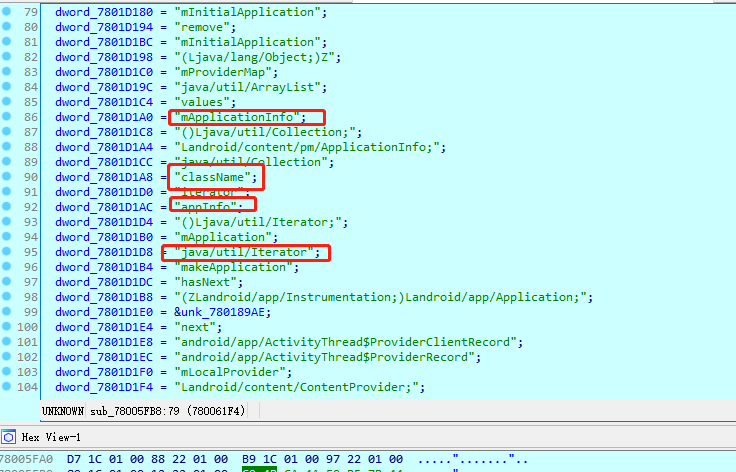 79 dword_7801D180 = "mInitialApplication";
80 dword_7801D194 = "remove";
81 dword_7801D1BC = "mInitialApplication";
82 dword_7801D198 = "(Ljava/lang/Object;)Z";
83 dword_7801D1C0 = "mProviderMap";
84 dword_7801D19C = "java/util/ArrayList";
85 dword_7801D1C4 = "values";
86 dword_7801D1A0 = "mApplicationInfo";
87 dword_7801D1C8 = "()Ljava/util/Collection;";
88 dword_7801D1A4 = "Landroid/content/pm/ApplicationInfo;";
89 dword_7801D1CC = "java/util/Collection";
90 dword_7801D1A8 = "className";
91 dword_7801D1D0 = "iterator";
92 dword_7801D1AC = "appInfo";
93 dword_7801D1D4 = "()Ljava/util/Iterator;";
94 dword_7801D1B0 = "mApplication";
95 dword_7801D1D8 = "java/util/Iterator";
96 dword_7801D1B4 = "makeApplication";
97 dword_7801D1DC = "hasNext";
98 dword_7801D1B8 = "(ZLandroid/app/Instrumentation;)Landroid/app/Application;";
99 dword_7801D1E0 = &unk_780189AE;
100 dword_7801D1E4 = "next";
101 dword_7801D1E8 = "android/app/ActivityThread$ProviderClientRecord";
102 dword_7801D1EC = "android/app/ActivityThread$ProviderRecord";
103 dword_7801D1F0 = "mLocalProvider";
104 dword_7801D1F4 = "Landroid/content/ContentProvider;";
UNKNOWN sub_78005FB8:79 (780061F4)
Hex View-1
78005FA0 D7 1C 01 00 88 22 01 00 B9 1C 01 00 97 22 01 00 ....."......."..